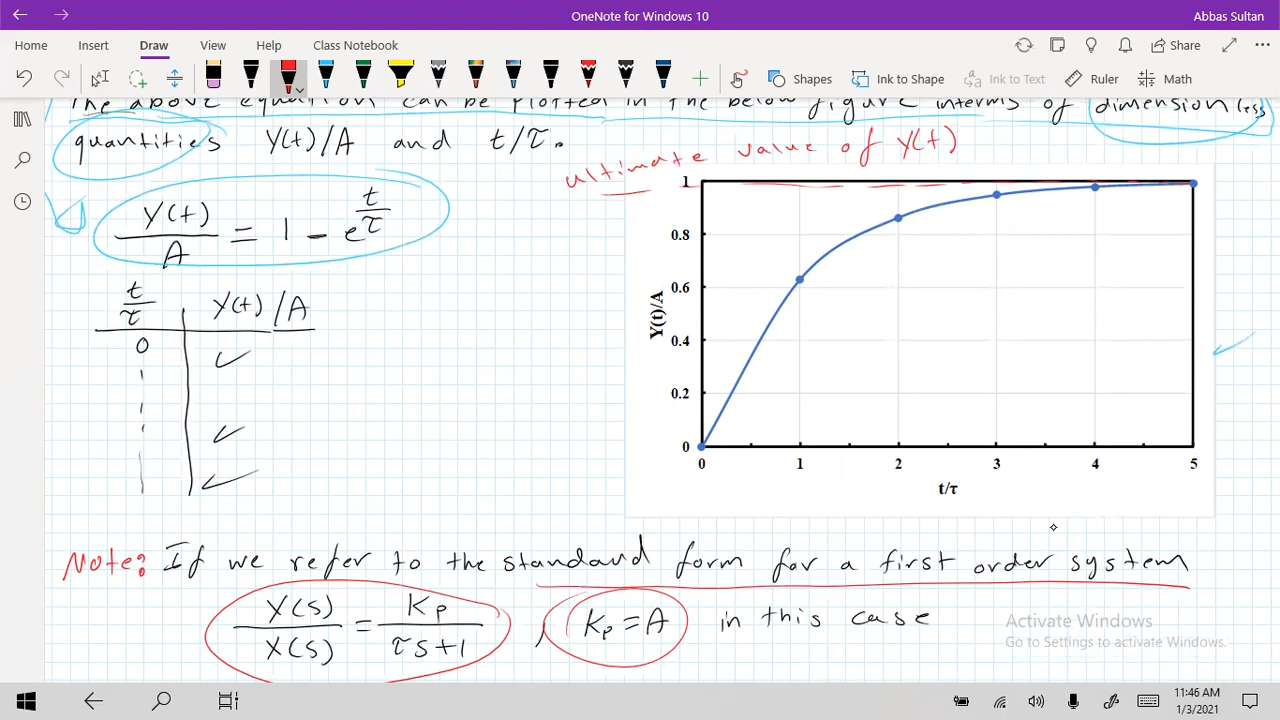 OneNote for Windows 10
Abbas Sultan
Home Insert Draw View Help Class Notebook Share
Shapes Ink to Shape Ink to Text Ruler Math
The above equation can be plotted in the below figure interms of dimension less
quantities Y(t)/A and t/τ.
ultimate value of Y(t)
Y(t)/A = 1 - e^t/τ
t/τ Y(t)/A
0
1
0.8
0.6
0.4
0.2
0
Y(t)/A
0 1 2 3 4 5
t/τ
Note: If we refer to the standard form for a first order system
Y(s)/X(s) = Kp/τs+1 , Kp = A in this case
Activate Windows
Go to Settings to activate Windows.
11:46 AM
1/3/2021